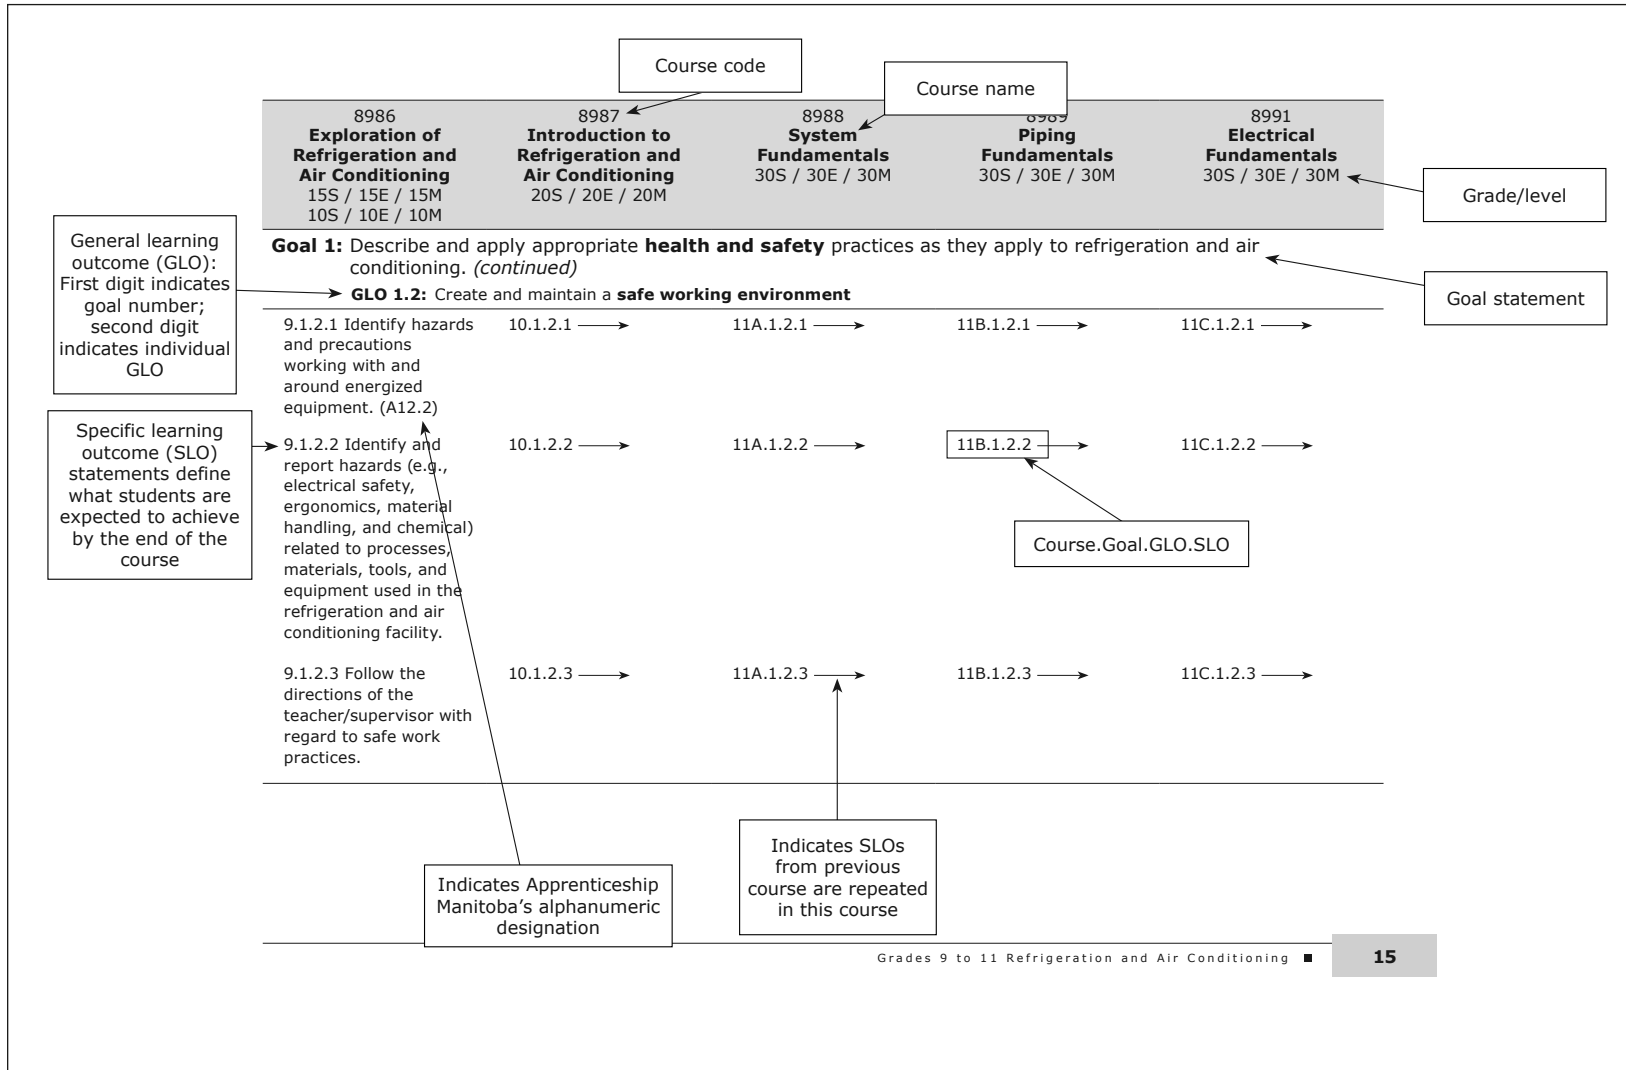 Course code
Course name
8986
Exploration of
Refrigeration and
Air Conditioning
15S / 15E / 15M
10S / 10E / 10M
8987
Introduction to
Refrigeration and
Air Conditioning
20S / 20E / 20M
8988
System
Fundamentals
30S / 30E / 30M
8989
Piping
Fundamentals
30S / 30E / 30M
8991
Electrical
Fundamentals
30S / 30E / 30M
Grade/level
General learning
outcome (GLO):
First digit indicates
goal number;
second digit
indicates individual
GLO
Goal 1: Describe and apply appropriate health and safety practices as they apply to refrigeration and air
conditioning. (continued)
GLO 1.2: Create and maintain a safe working environment
Goal statement
9.1.2.1 Identify hazards
and precautions
working with and
around energized
equipment. (A12.2)
10.1.2.1
11A.1.2.1
11B.1.2.1
11C.1.2.1
Specific learning
outcome (SLO)
statements define
what students are
expected to achieve
by the end of the
course
9.1.2.2 Identify and
report hazards (e.g.,
electrical safety,
ergonomics, material
handling, and chemical)
related to processes,
materials, tools, and
equipment used in the
refrigeration and air
conditioning facility.
10.1.2.2
11A.1.2.2
11B.1.2.2
11C.1.2.2
Course.Goal.GLO.SLO
9.1.2.3 Follow the
directions of the
teacher/supervisor with
regard to safe work
practices.
10.1.2.3
11A.1.2.3
11B.1.2.3
11C.1.2.3
Indicates Apprenticeship
Manitoba's alphanumeric
designation
Indicates SLOs
from previous
course are repeated
in this course
Grades 9 to 11 Refrigeration and Air Conditioning ■ 15